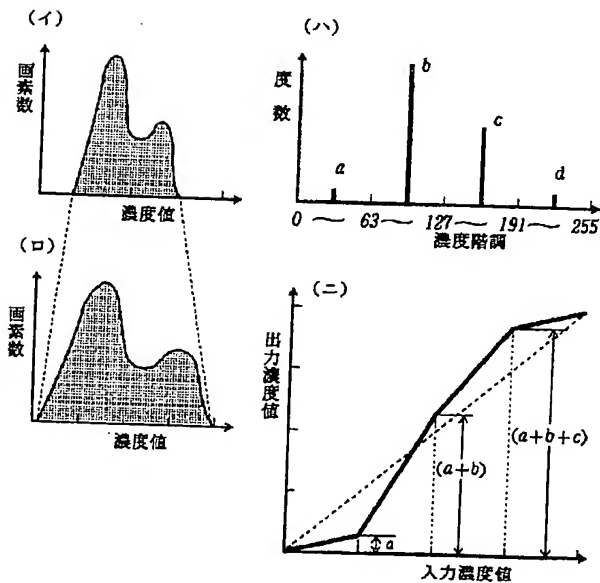 (イ)
画素数
濃度値
(ロ)
画素数
濃度値
(ハ)
度数
a
b
c
d
0 〜 63 〜 127 〜 191 〜 255
濃度階調
(ニ)
出力濃度値
a
(a+b)
(a+b+c)
入力濃度値